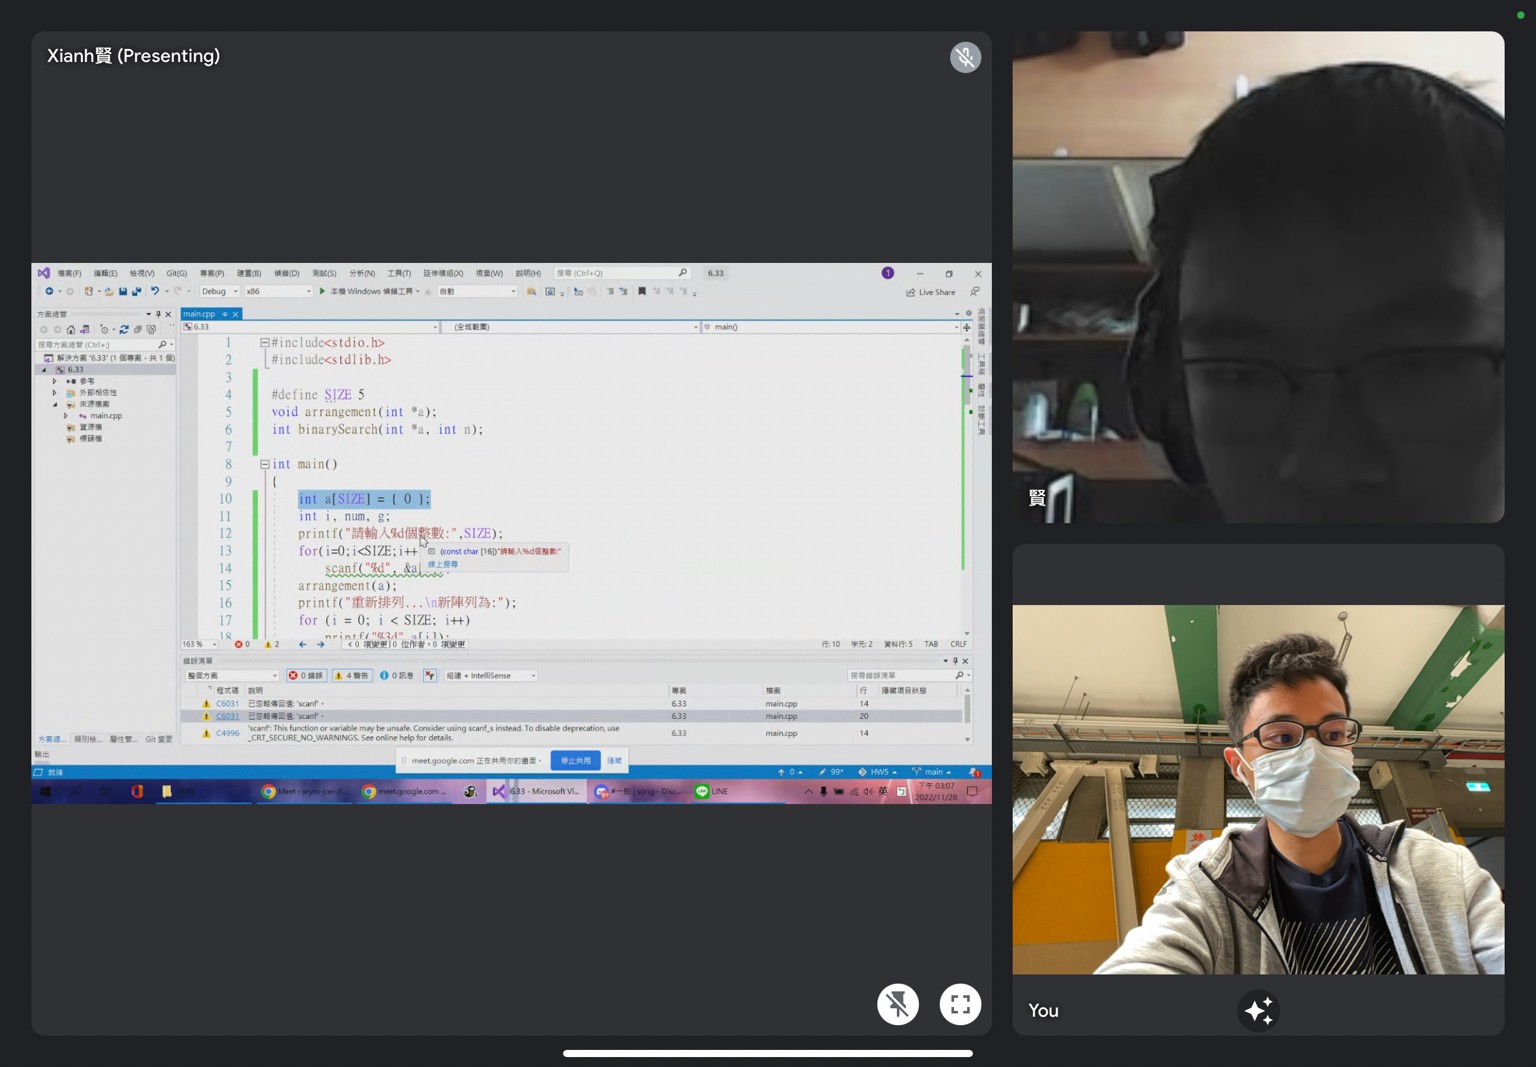 Xianh賢 (Presenting)
檔案(F) 編輯(E) 檢視(V) Git(G) 專案(P) 建置(B) 偵錯(D) 測試(S) 分析(N) 工具(T) 延伸模組(X) 視窗(W) 說明(H) 搜尋 (Ctrl+Q) 6.33
Debug x86 本機 Windows 偵錯工具 自動 Live Share
方案總管 main.cpp
6.33 (全域範圍) main()
搜尋方案總管 (Ctrl+;)
解決方案 '6.33' (1 個專案，共 1 個)
6.33
參考
外部相依性
來源檔案
main.cpp
資源檔
標頭檔
1 #include<stdio.h>
2 #include<stdlib.h>
3
4 #define SIZE 5
5 void arrangement(int *a);
6 int binarySearch(int *a, int n);
7
8 int main()
9 {
10 int a[SIZE] = { 0 };
11 int i, num, g;
12 printf("請輸入%d個整數:",SIZE);
13 for(i=0;i<SIZE;i++
(const char [16])"請輸入%d個整數:"
14 scanf("%d", &a
線上搜尋
15 arrangement(a);
16 printf("重新排列...\n新陣列為:");
17 for (i = 0; i < SIZE; i++)
18 printf("%3d",a[i]);
163 % 0 2 0 項變更 | 0 位作者，0 項變更 行: 10 字元: 2 資料行: 5 TAB CRLF
錯誤清單
整個方案 0 錯誤 4 警告 0 訊息 組建 + IntelliSense 搜尋錯誤清單
程式碼 說明 專案 檔案 行 隱藏項目狀態
C6031 已忽略傳回值: 'scanf'。 6.33 main.cpp 14
C6031 已忽略傳回值: 'scanf'。 6.33 main.cpp 20
C4996 'scanf': This function or variable may be unsafe. Consider using scanf_s instead. To disable deprecation, use _CRT_SECURE_NO_WARNINGS. See online help for details. 6.33 main.cpp 14
方案總... 類別檢... 屬性管... Git 變更
輸出
meet.google.com 正在共用你的畫面。 停止共用 隱藏
就緒 0 99+ HW5 main
Meet - wym-jcei- meet.google.com ... 6.33 - Microsoft Vi... #一般 | song - Disc... LINE 英 下午 03:07
2022/11/28
賢
You